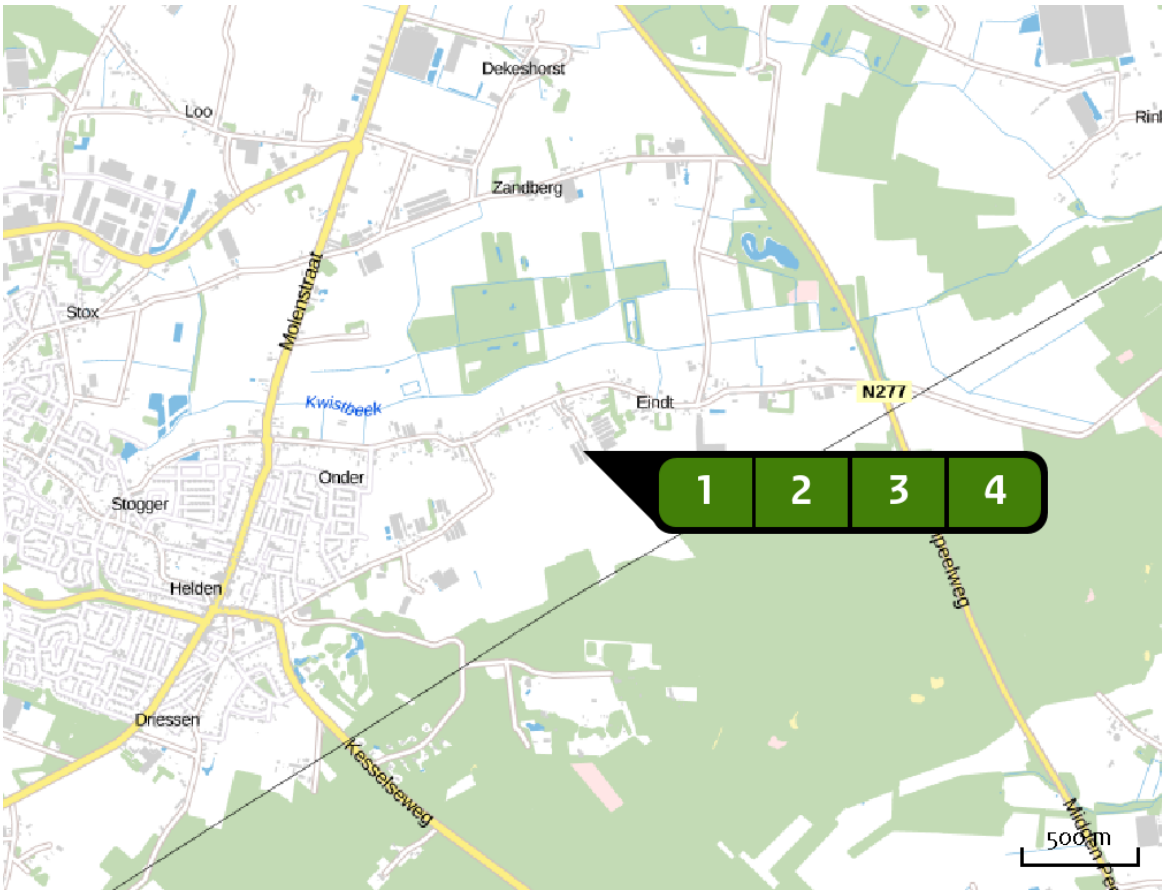 Dekeshorst
Loo
Zandberg
Molenstraat
Stox
Kwistbeek
Eindt
N277
Onder
Stogger
1 2 3 4
Helden
Driessen
Kesselseweg
500 m